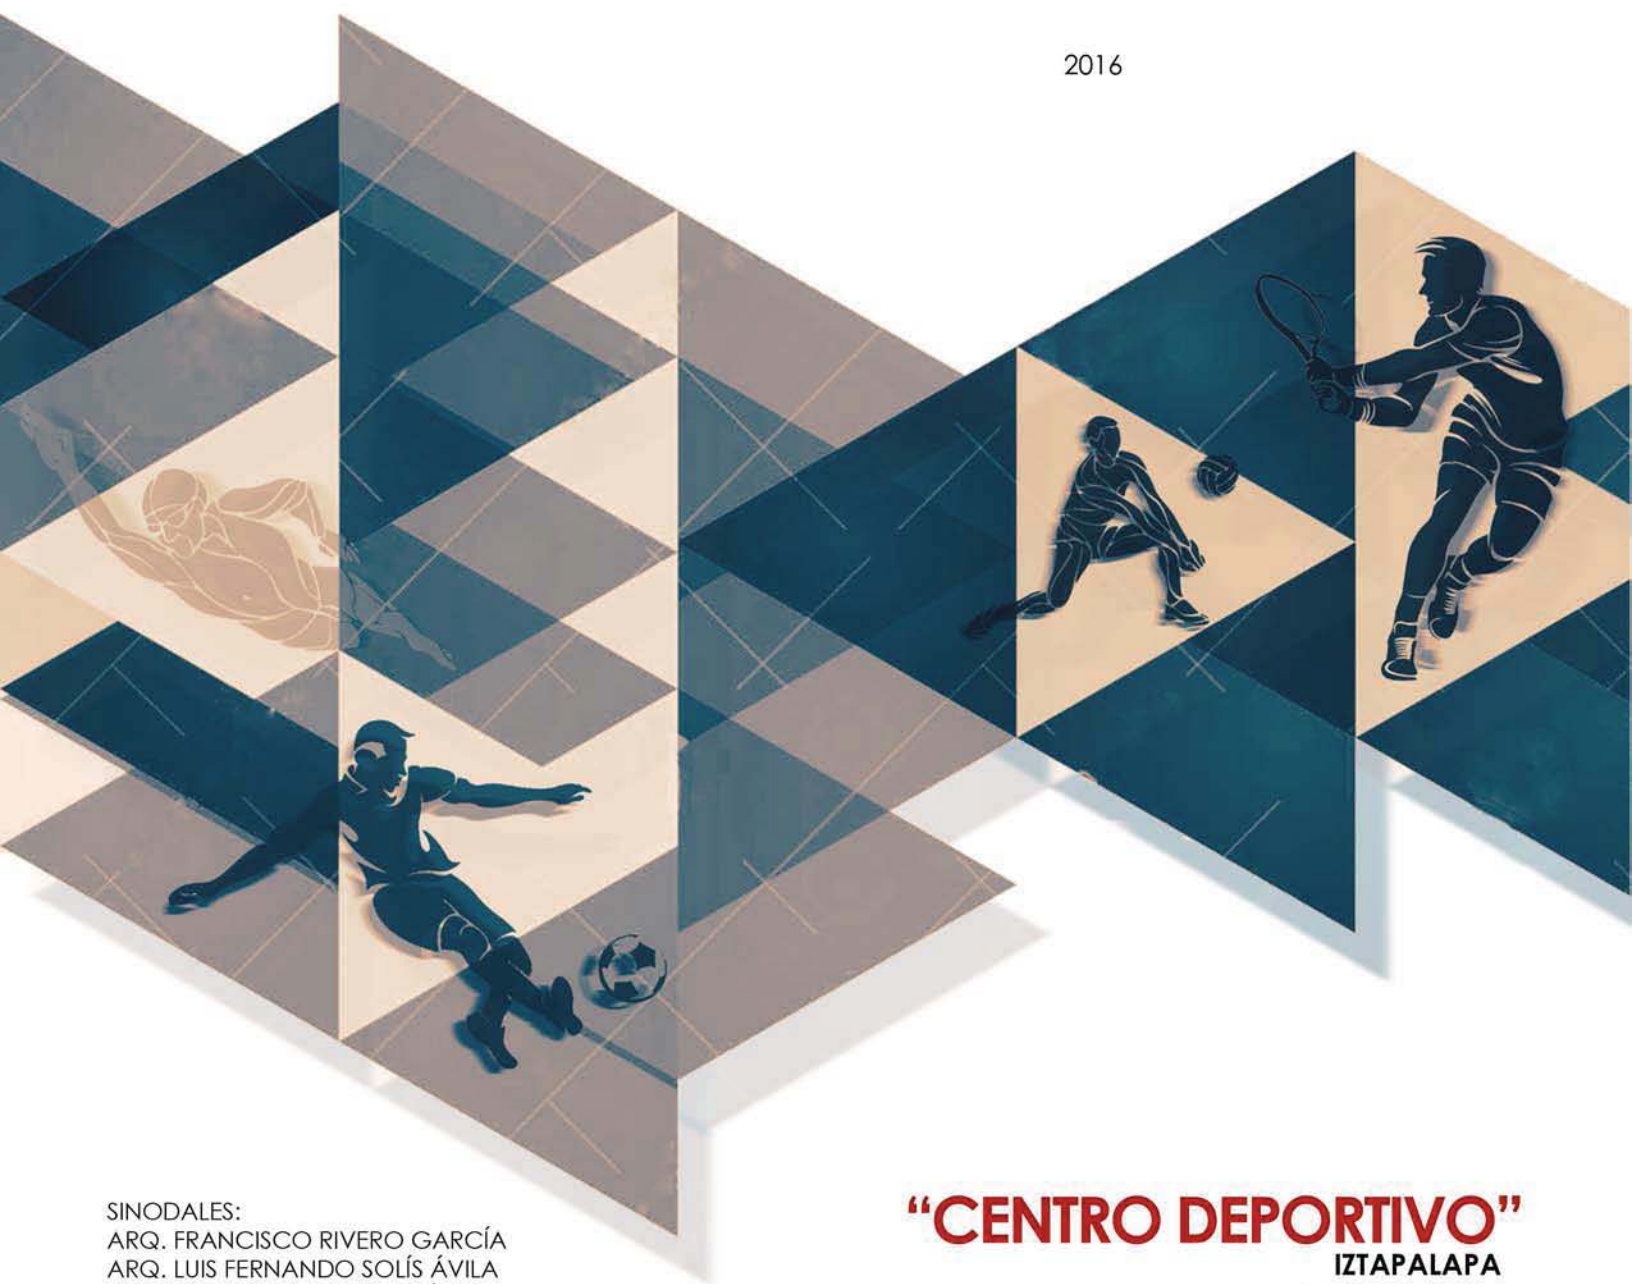 2016
SINODALES:
ARQ. FRANCISCO RIVERO GARCÍA
ARQ. LUIS FERNANDO SOLÍS ÁVILA
“CENTRO DEPORTIVO”
IZTAPALAPA